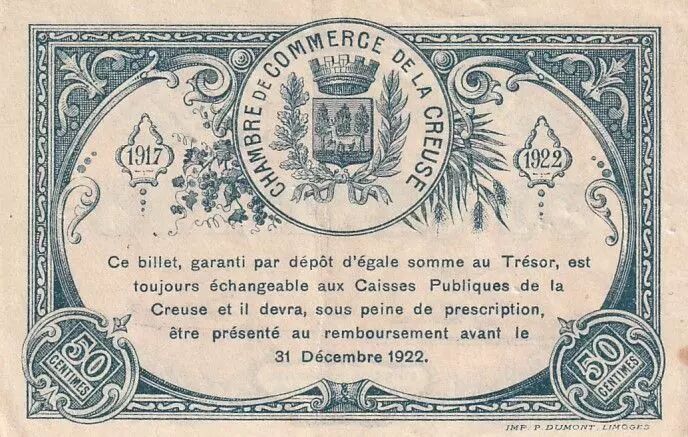 CHAMBRE DE COMMERCE DE LA CREUSE
1917
1922
Ce billet, garanti par dépôt d'égale somme au Trésor, est
toujours échangeable aux Caisses Publiques de la
Creuse et il devra, sous peine de prescription,
être présenté au remboursement avant le
31 Décembre 1922.
50
CENTIMES
50
CENTIMES
IMP. P. DUMONT, LIMOGES